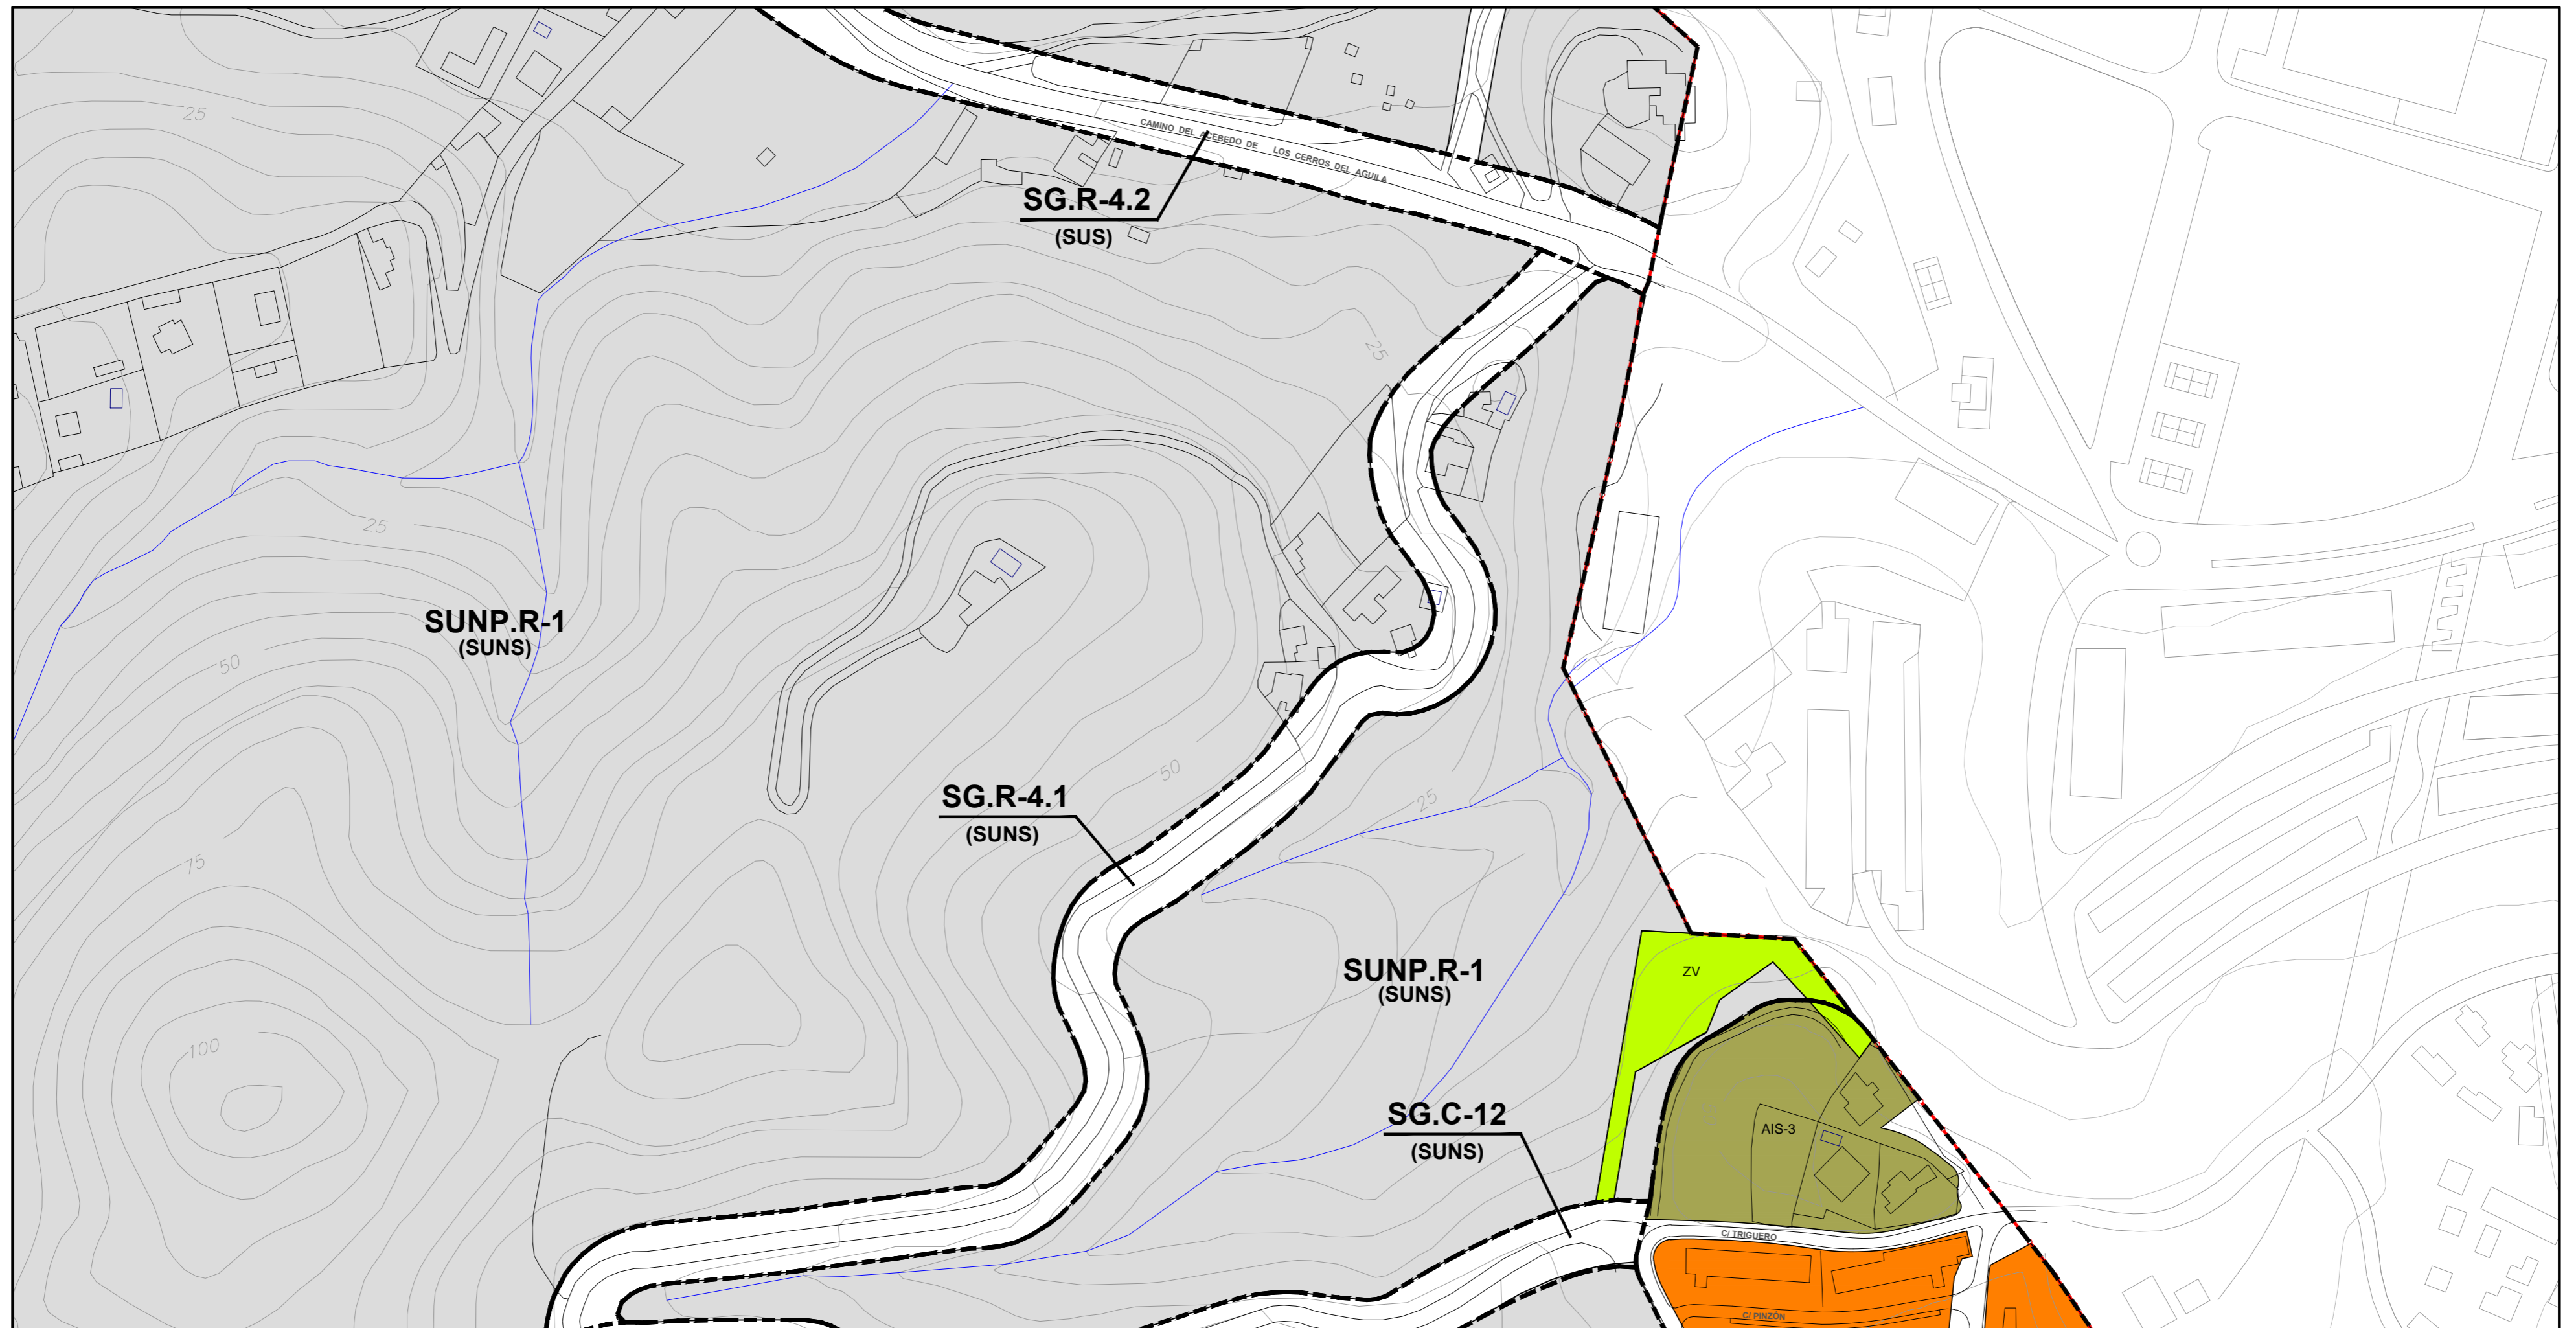 25
CAMINO DEL ACEBEDO DE LOS CERROS DEL AGUILA
SG.R-4.2
(SUS)
25
25
SUNP.R-1
(SUNS)
50
50
SG.R-4.1
(SUNS)
25
75
SUNP.R-1
(SUNS)
ZV
100
SG.C-12
(SUNS)
AIS-3
C/ TRIGUERO
C/ PINZÓN